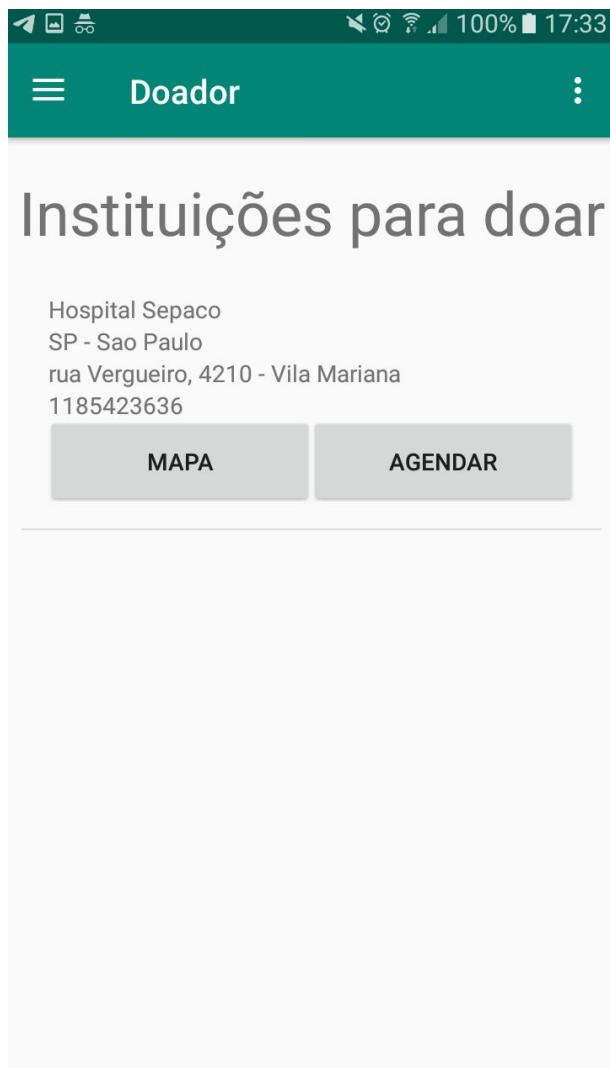 100% 17:33
Doador
Instituições para doar
Hospital Sepaco
SP - Sao Paulo
rua Vergueiro, 4210 - Vila Mariana
1185423636
MAPA AGENDAR